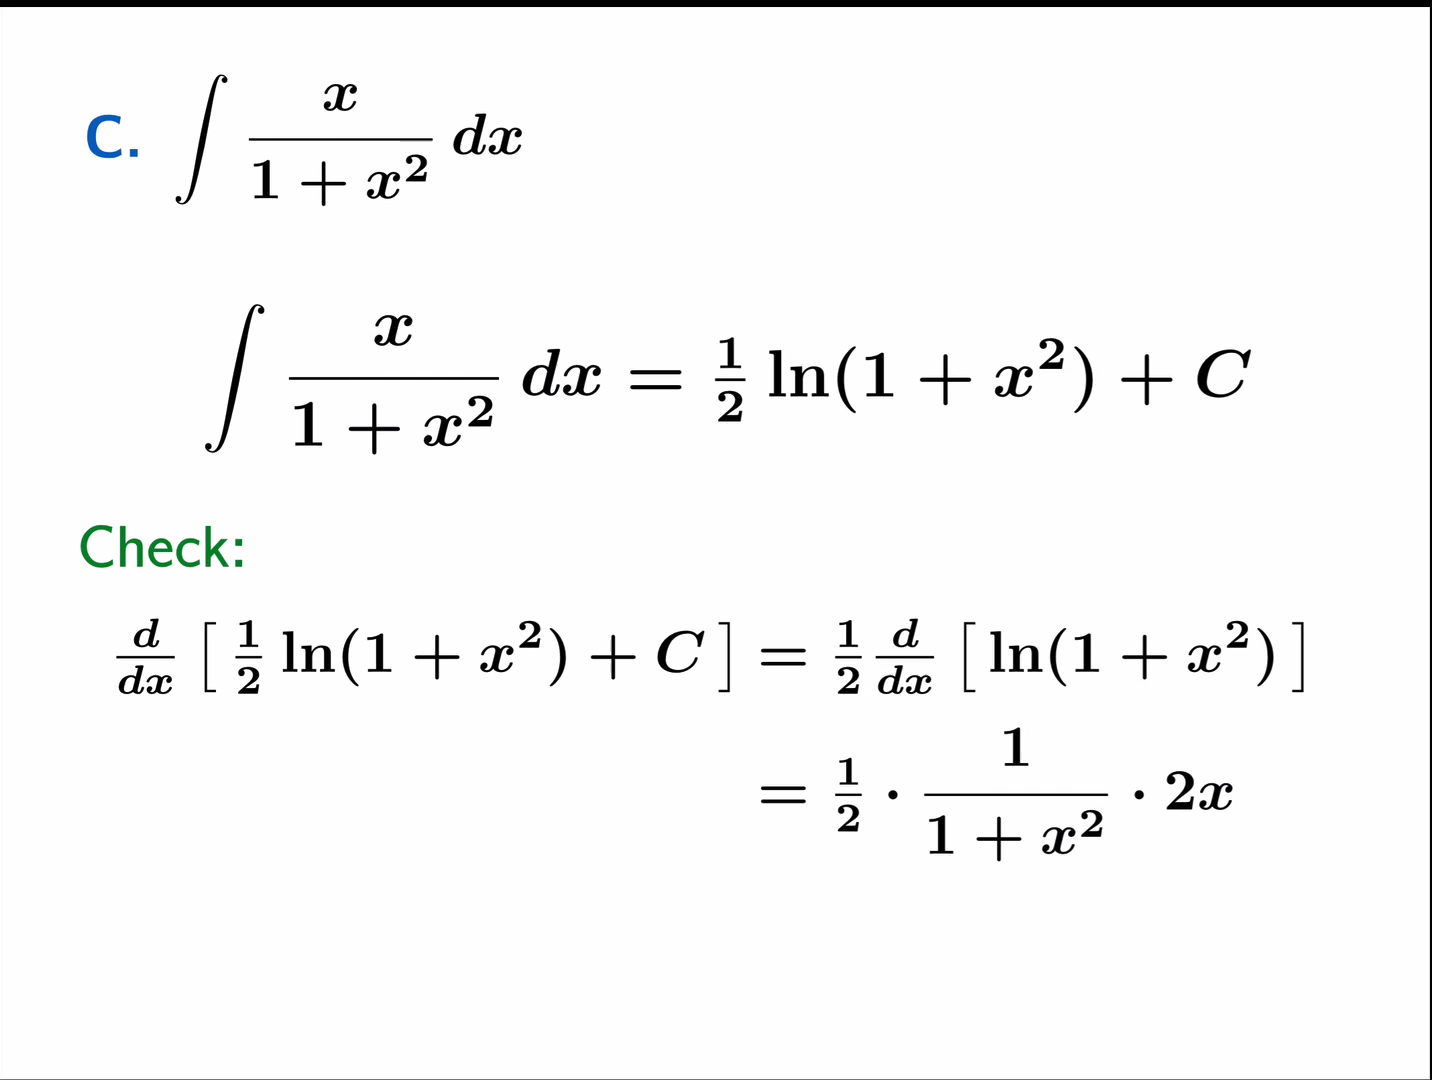 C. ∫ x/(1 + x²) dx
∫ x/(1 + x²) dx = ½ ln(1 + x²) + C
Check:
d/dx [ ½ ln(1 + x²) + C ] = ½ d/dx [ ln(1 + x²) ]
= ½ · 1/(1 + x²) · 2x